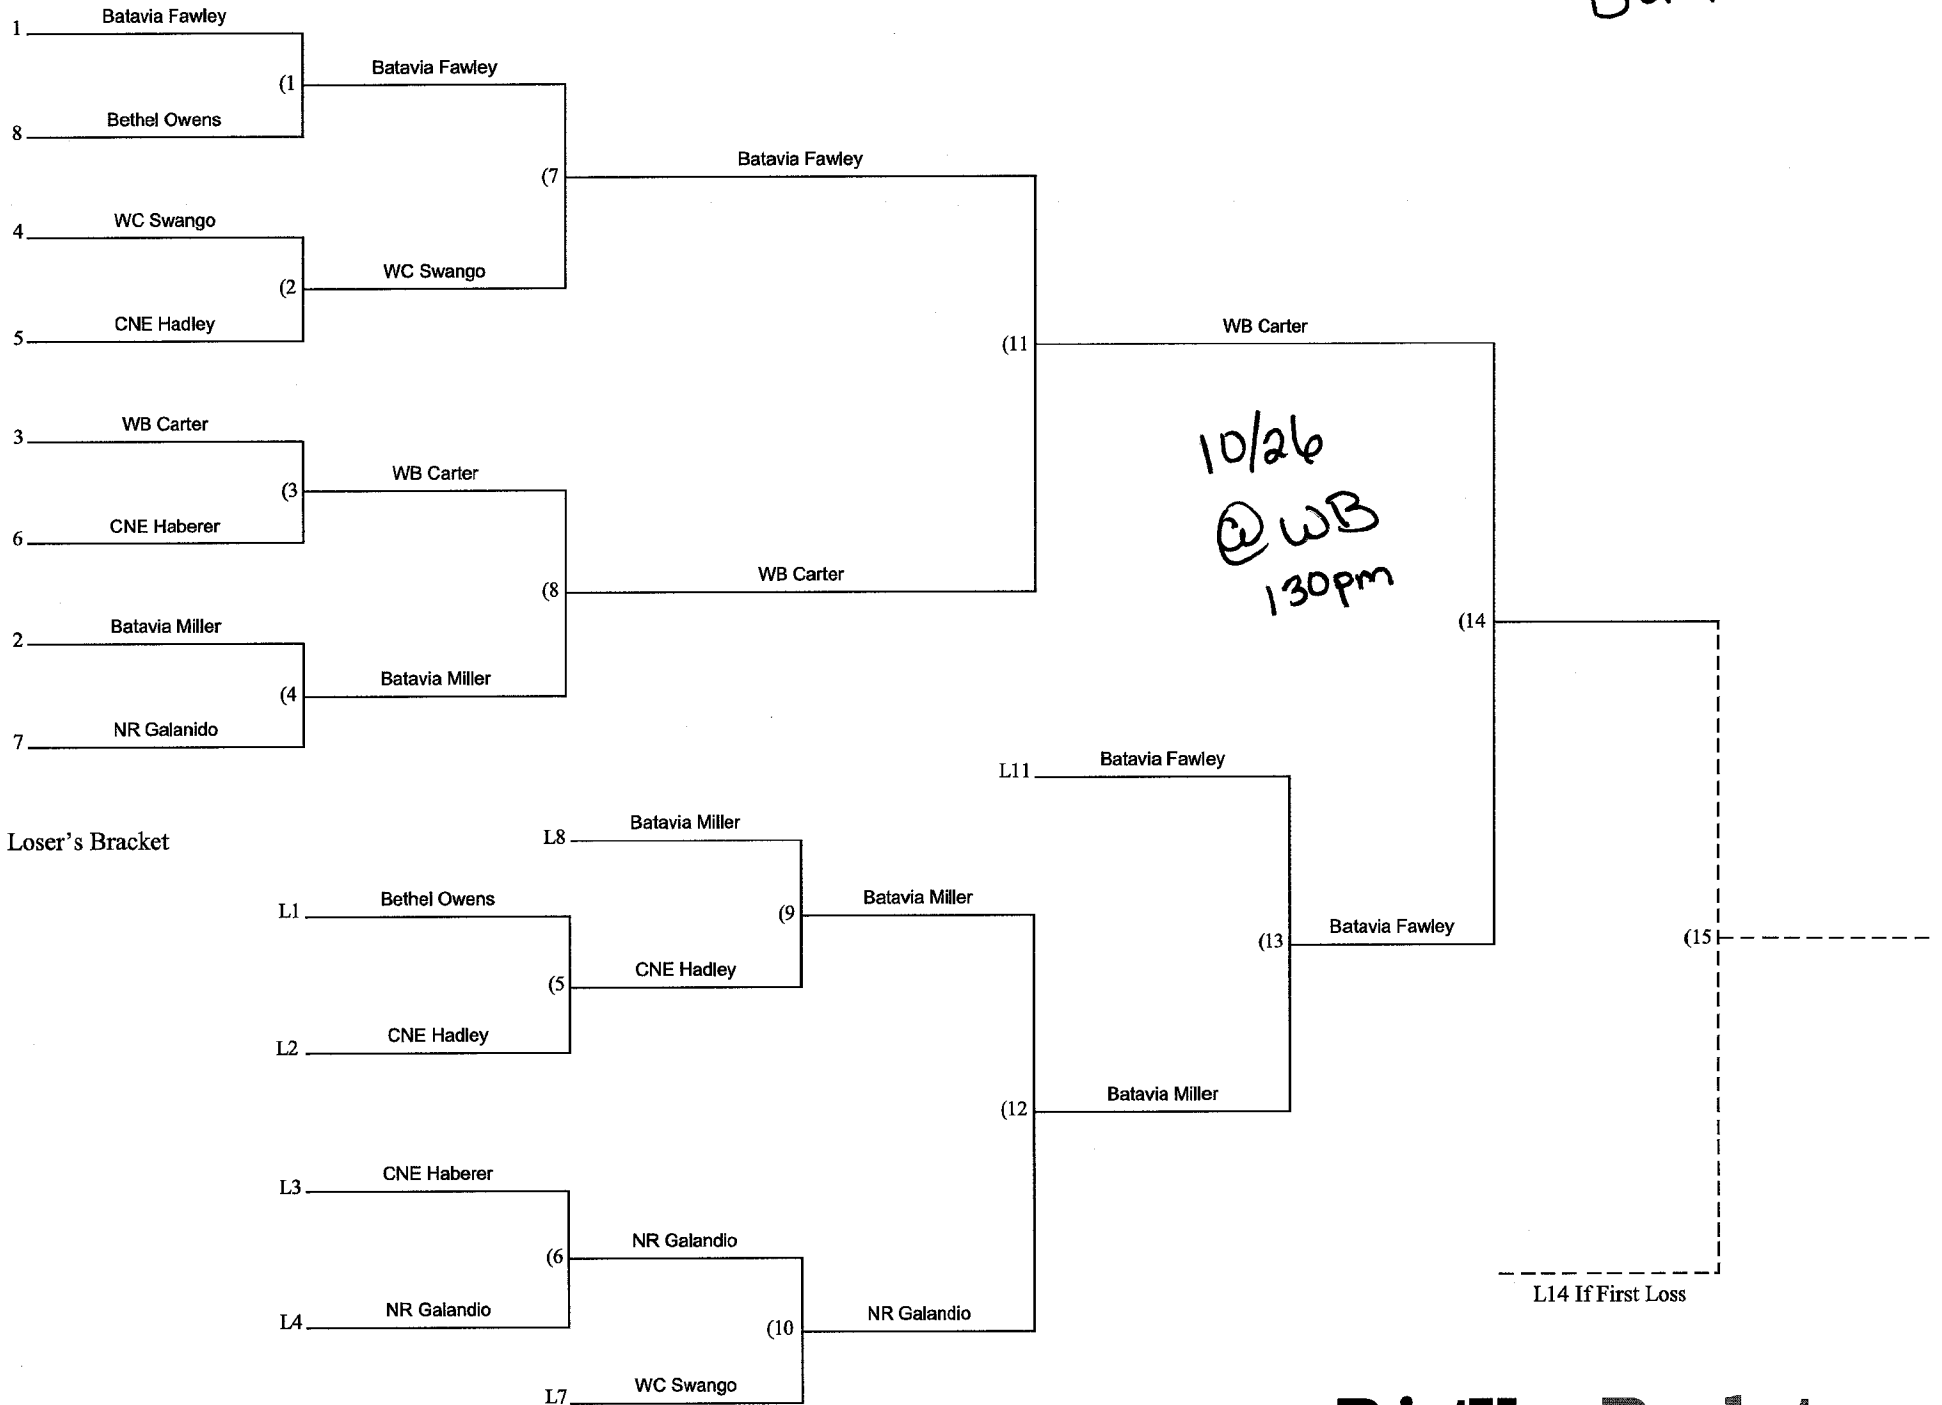 1 Batavia Fawley
(1 Batavia Fawley
8 Bethel Owens
(7 Batavia Fawley
4 WC Swango
(2 WC Swango
5 CNE Hadley
(11 WB Carter
3 WB Carter
(3 WB Carter
6 CNE Haberer
(8 WB Carter
2 Batavia Miller
(4 Batavia Miller
7 NR Galanido
10/26
@ WB
130pm
(14
L11 Batavia Fawley
Loser's Bracket
L8 Batavia Miller
L1 Bethel Owens
(9 Batavia Miller
(5 CNE Hadley
L2 CNE Hadley
(13 Batavia Fawley
(15
(12 Batavia Miller
L3 CNE Haberer
(6 NR Galandio
L4 NR Galandio
(10 NR Galandio
L7 WC Swango
L14 If First Loss